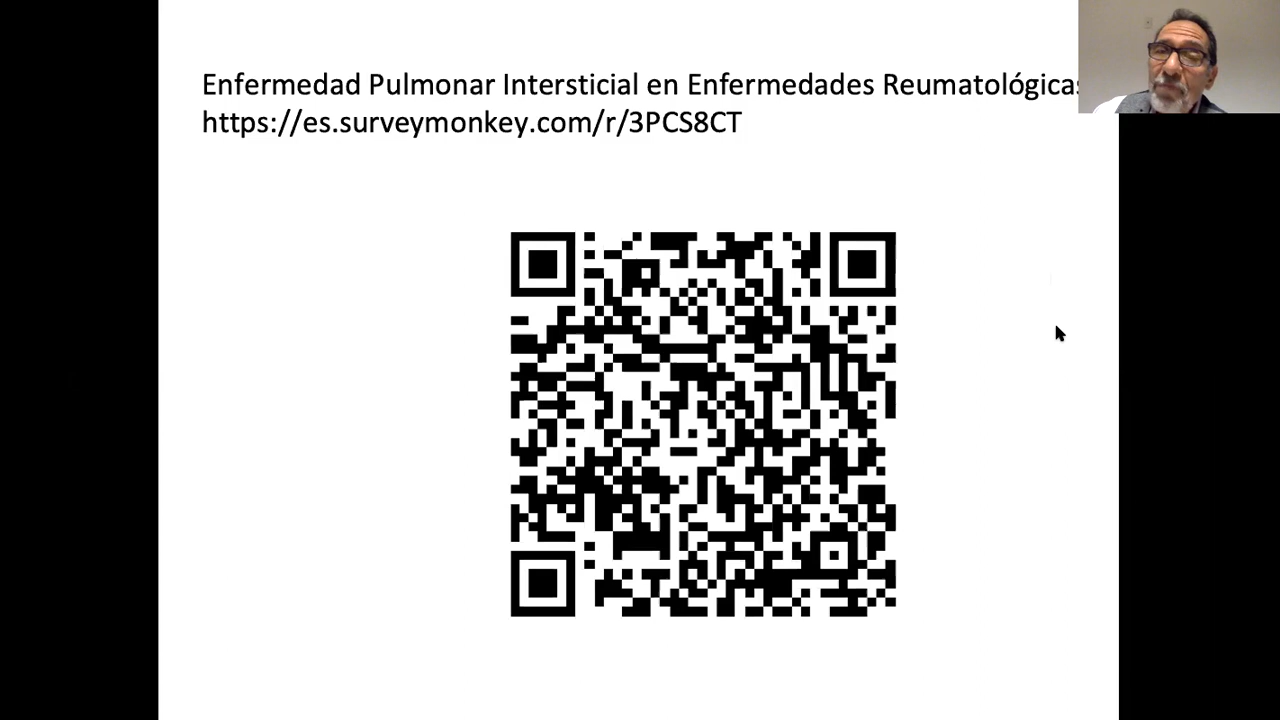 Enfermedad Pulmonar Intersticial en Enfermedades Reumatológicas
https://es.surveymonkey.com/r/3PCS8CT